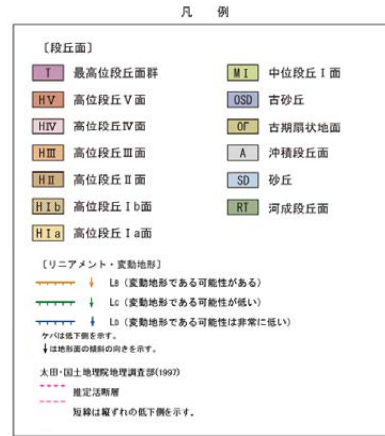 凡 例
〔段丘面〕
T 最高位段丘面群
HⅤ 高位段丘Ⅴ面
HⅣ 高位段丘Ⅳ面
HⅢ 高位段丘Ⅲ面
HⅡ 高位段丘Ⅱ面
HⅠb 高位段丘Ⅰb面
HⅠa 高位段丘Ⅰa面
MⅠ 中位段丘Ⅰ面
OSD 古砂丘
Of 古期扇状地面
A 沖積段丘面
SD 砂丘
RT 河成段丘面
〔リニアメント・変動地形〕
LB (変動地形である可能性がある)
LC (変動地形である可能性が低い)
LD (変動地形である可能性は非常に低い)
ケバは低下側を示す。
↓は地形面の傾斜の向きを示す。
太田・国土地理院地理調査部(1997)
推定活断層
短線は縦ずれの低下側を示す。